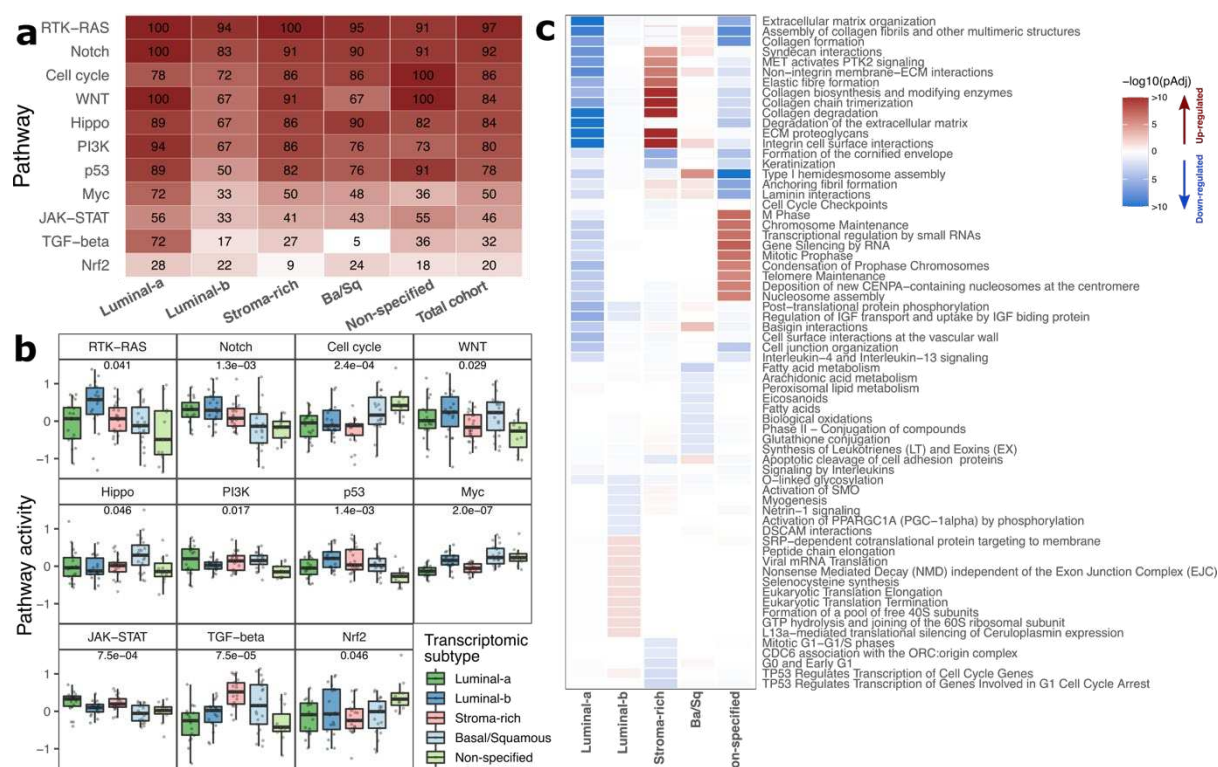 a
Pathway
RTK-RAS 100 94 100 95 91 97
Notch 100 83 91 90 91 92
Cell cycle 78 72 86 86 100 86
WNT 100 67 91 67 100 84
Hippo 89 67 86 90 82 84
PI3K 94 67 86 76 73 80
p53 89 50 82 76 91 78
Myc 72 33 50 48 36 50
JAK-STAT 56 33 41 43 55 46
TGF-beta 72 17 27 5 36 32
Nrf2 28 22 9 24 18 20
Luminal-a Luminal-b Stroma-rich Ba/Sq Non-specified Total cohort
b
Pathway activity
RTK-RAS Notch Cell cycle WNT
0.041 1.3e-03 2.4e-04 0.029
1
0
-1
Hippo PI3K p53 Myc
0.046 0.017 1.4e-03 2.0e-07
1
0
-1
JAK-STAT TGF-beta Nrf2
7.5e-04 7.5e-05 0.046
1
0
-1
Transcriptomic
subtype
Luminal-a
Luminal-b
Stroma-rich
Basal/Squamous
Non-specified
c
Extracellular matrix organization
Assembly of collagen fibrils and other multimeric structures
Collagen formation
Syndecan interactions
MET activates PTK2 signaling
Non-integrin membrane-ECM interactions
Elastic fibre formation
Collagen biosynthesis and modifying enzymes
Collagen chain trimerization
Collagen degradation
Degradation of the extracellular matrix
ECM proteoglycans
Integrin cell surface interactions
Formation of the cornified envelope
Keratinization
Type I hemidesmosome assembly
Anchoring fibril formation
Laminin interactions
Cell Cycle Checkpoints
M Phase
Chromosome Maintenance
Transcriptional regulation by small RNAs
Gene Silencing by RNA
Mitotic Prophase
Condensation of Prophase Chromosomes
Telomere Maintenance
Deposition of new CENPA-containing nucleosomes at the centromere
Nucleosome assembly
Post-translational protein phosphorylation
Regulation of IGF transport and uptake by IGF biding protein
Basigin interactions
Cell surface interactions at the vascular wall
Cell junction organization
Interleukin-4 and Interleukin-13 signaling
Fatty acid metabolism
Arachidonic acid metabolism
Peroxisomal lipid metabolism
Eicosanoids
Fatty acids
Biological oxidations
Phase II - Conjugation of compounds
Glutathione conjugation
Synthesis of Leukotrienes (LT) and Eoxins (EX)
Apoptotic cleavage of cell adhesion proteins
Signaling by Interleukins
O-linked glycosylation
Activation of SMO
Myogenesis
Netrin-1 signaling
Activation of PPARGC1A (PGC-1alpha) by phosphorylation
DSCAM interactions
SRP-dependent cotranslational protein targeting to membrane
Peptide chain elongation
Viral mRNA Translation
Nonsense Mediated Decay (NMD) independent of the Exon Junction Complex (EJC)
Selenocysteine synthesis
Eukaryotic Translation Elongation
Eukaryotic Translation Termination
Formation of a pool of free 40S subunits
GTP hydrolysis and joining of the 60S ribosomal subunit
L13a-mediated translational silencing of Ceruloplasmin expression
Mitotic G1-G1/S phases
CDC6 association with the ORC:origin complex
G0 and Early G1
TP53 Regulates Transcription of Cell Cycle Genes
TP53 Regulates Transcription of Genes Involved in G1 Cell Cycle Arrest
Luminal-a Luminal-b Stroma-rich Ba/Sq on-specified
-log10(pAdj)
>10
5
0
5
>10
Up-regulated
Down-regulated